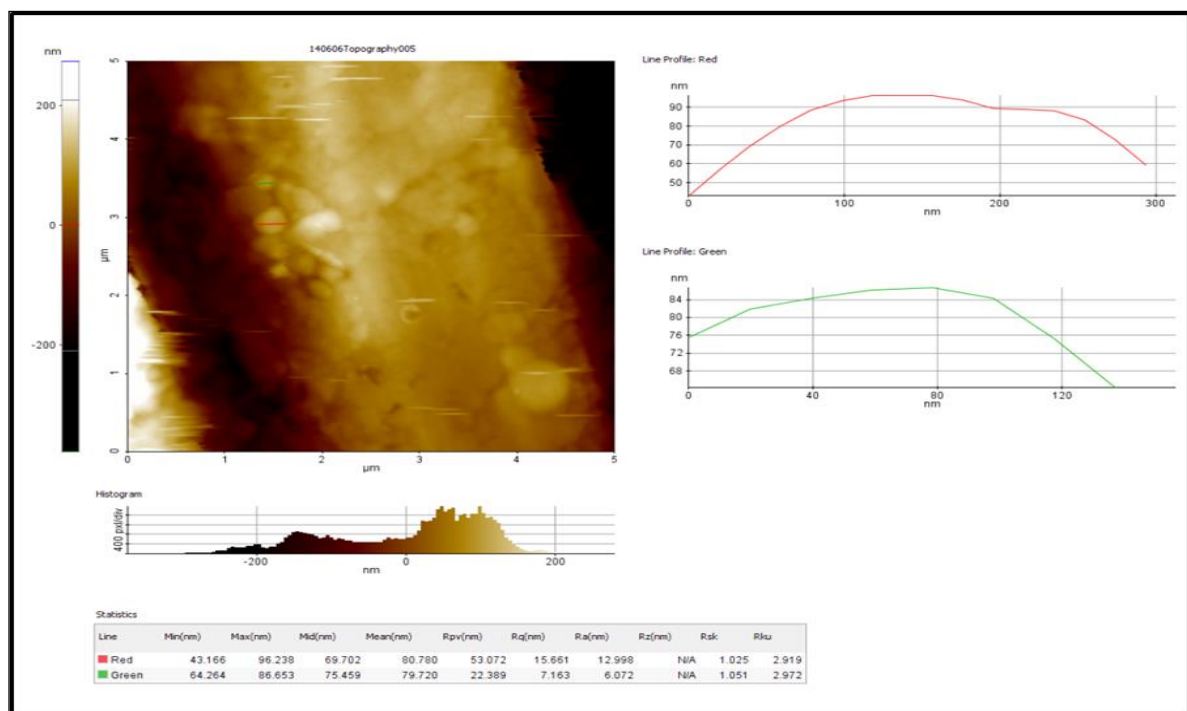 140606Topography005
nm
200
0
-200
5
4
3
2
1
0
µm
0 1 2 3 4 5
µm
Line Profile: Red
nm
90
80
70
60
50
0 100 200 300
nm
Line Profile: Green
nm
84
80
76
72
68
0 40 80 120
nm
Histogram
400 pxl/div
-200 0 200
nm
Statistics
Line Min(nm) Max(nm) Mid(nm) Mean(nm) Rpv(nm) Rq(nm) Ra(nm) Rz(nm) Rsk Rku
Red 43.166 96.238 69.702 80.780 53.072 15.661 12.998 N/A 1.025 2.919
Green 64.264 86.653 75.459 79.720 22.389 7.163 6.072 N/A 1.051 2.972